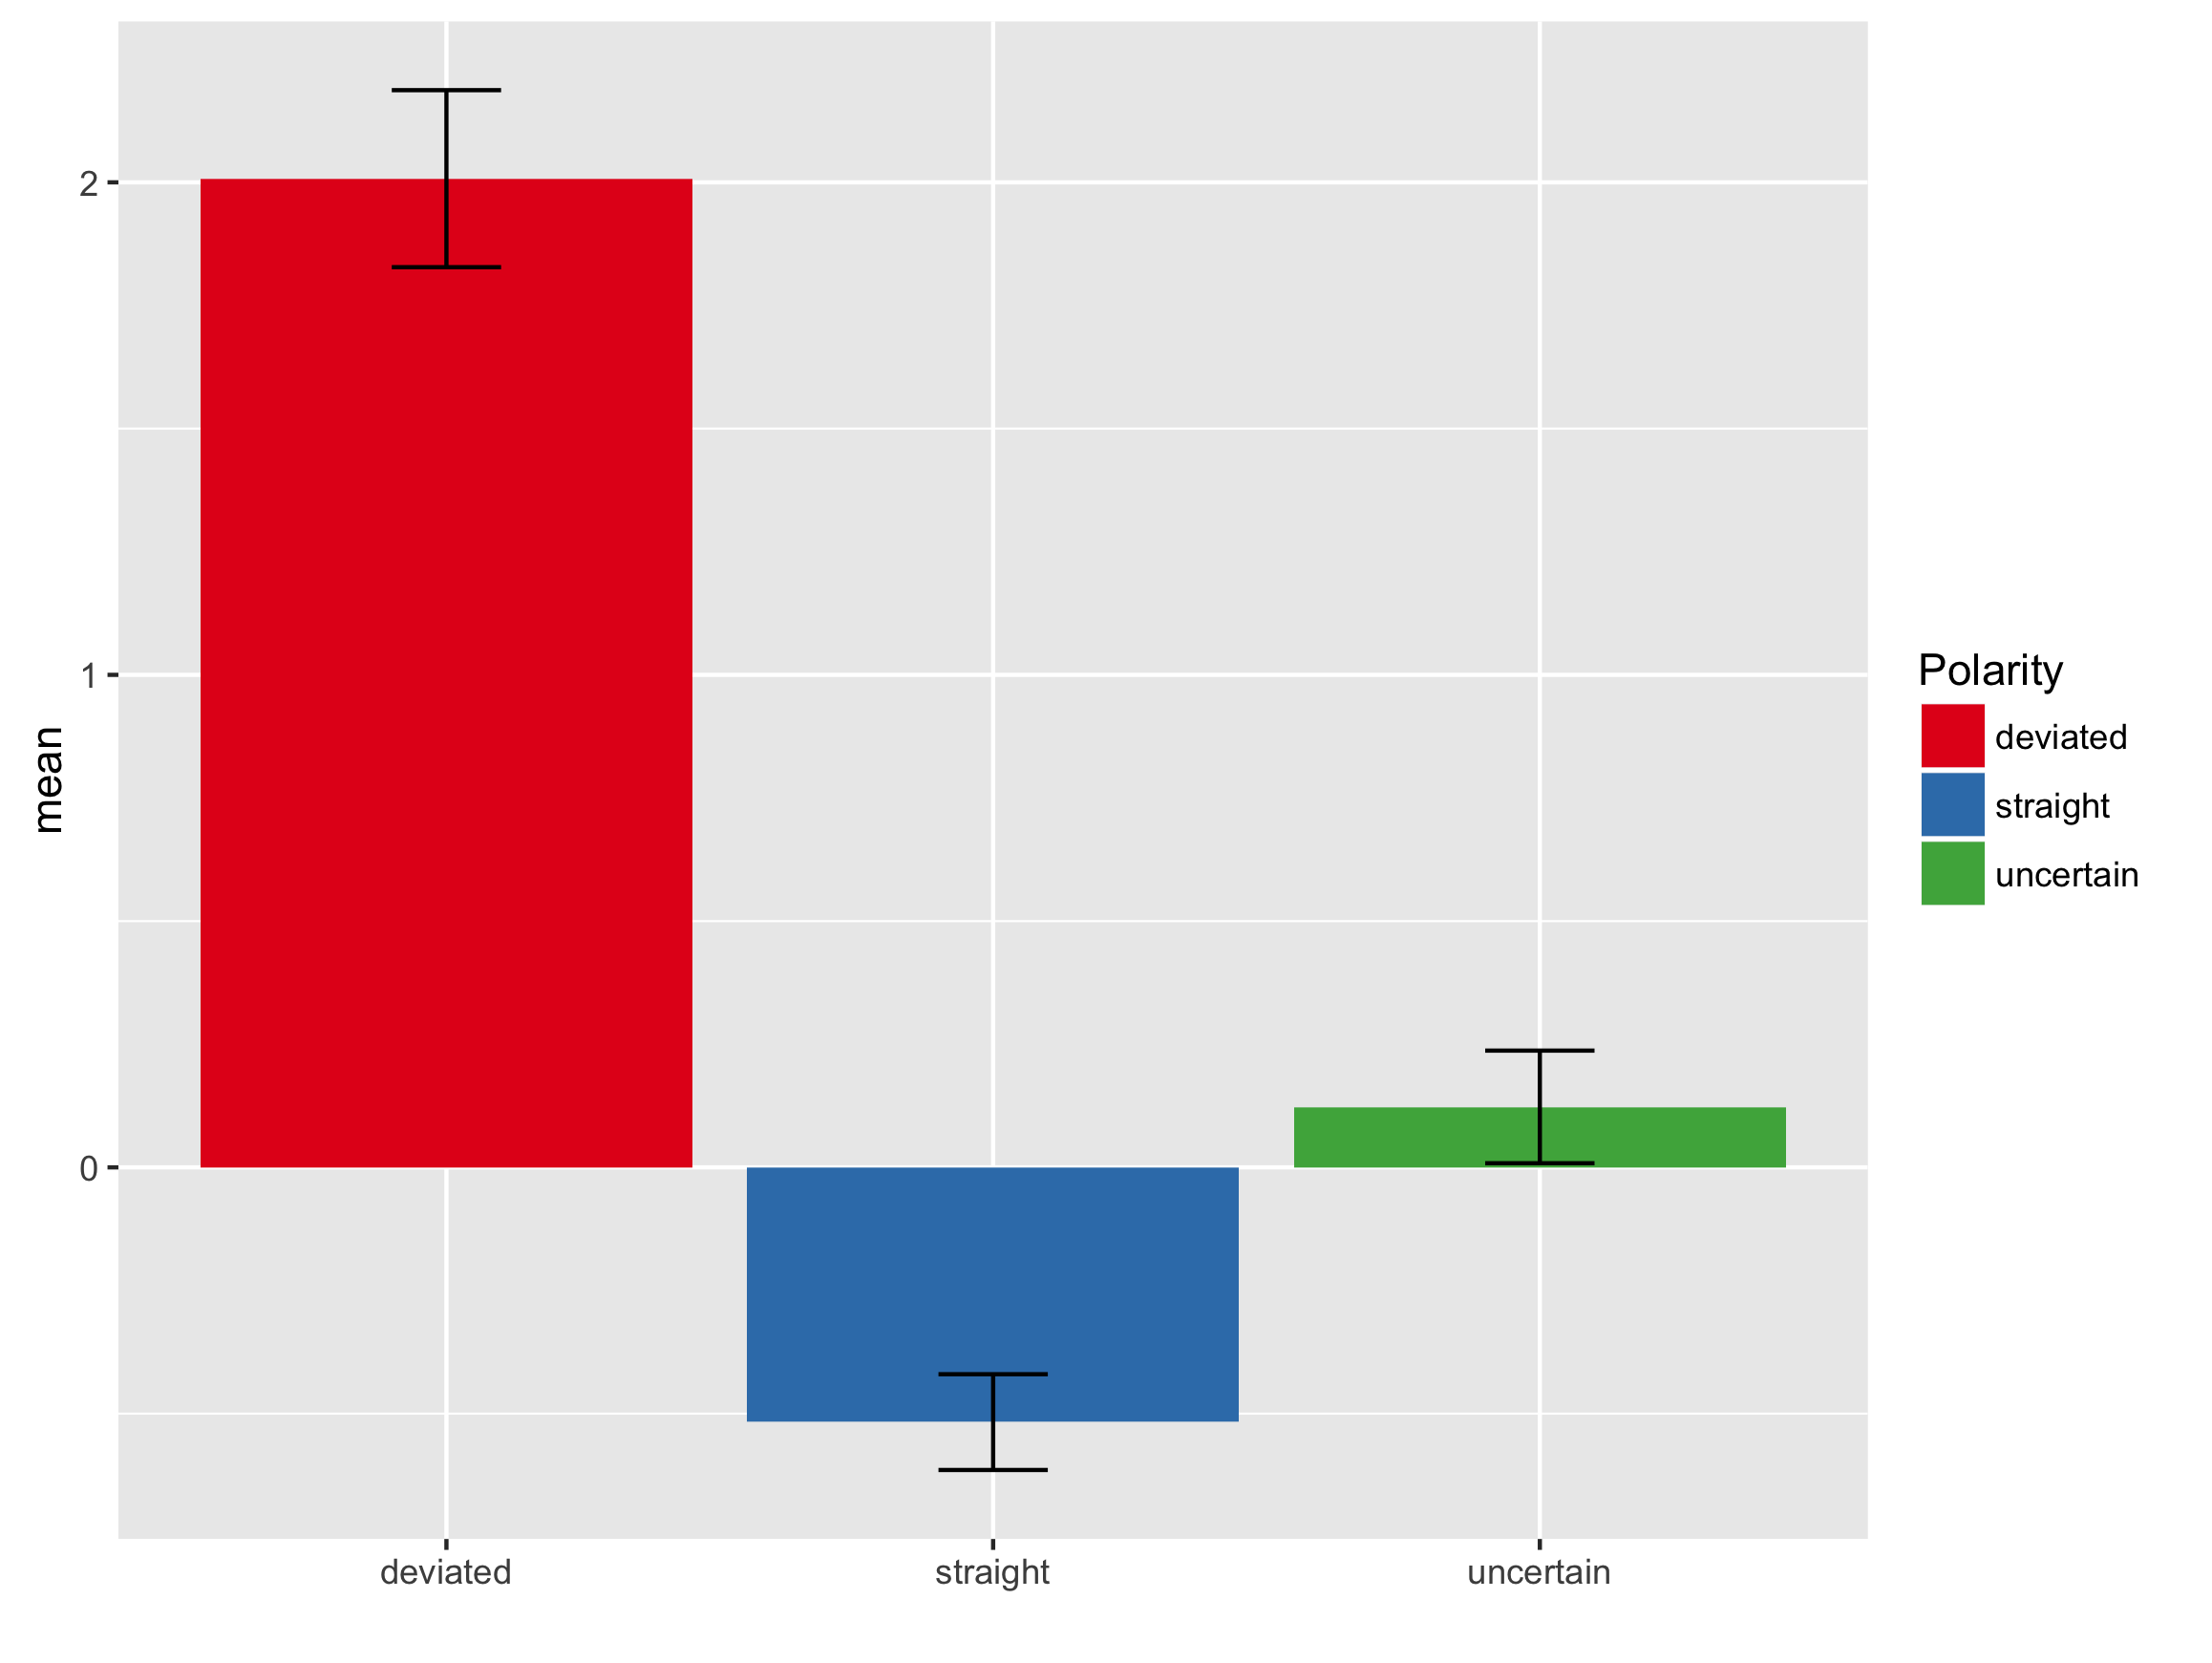 2
1
0
mean
deviated
straight
uncertain
Polarity
deviated
straight
uncertain